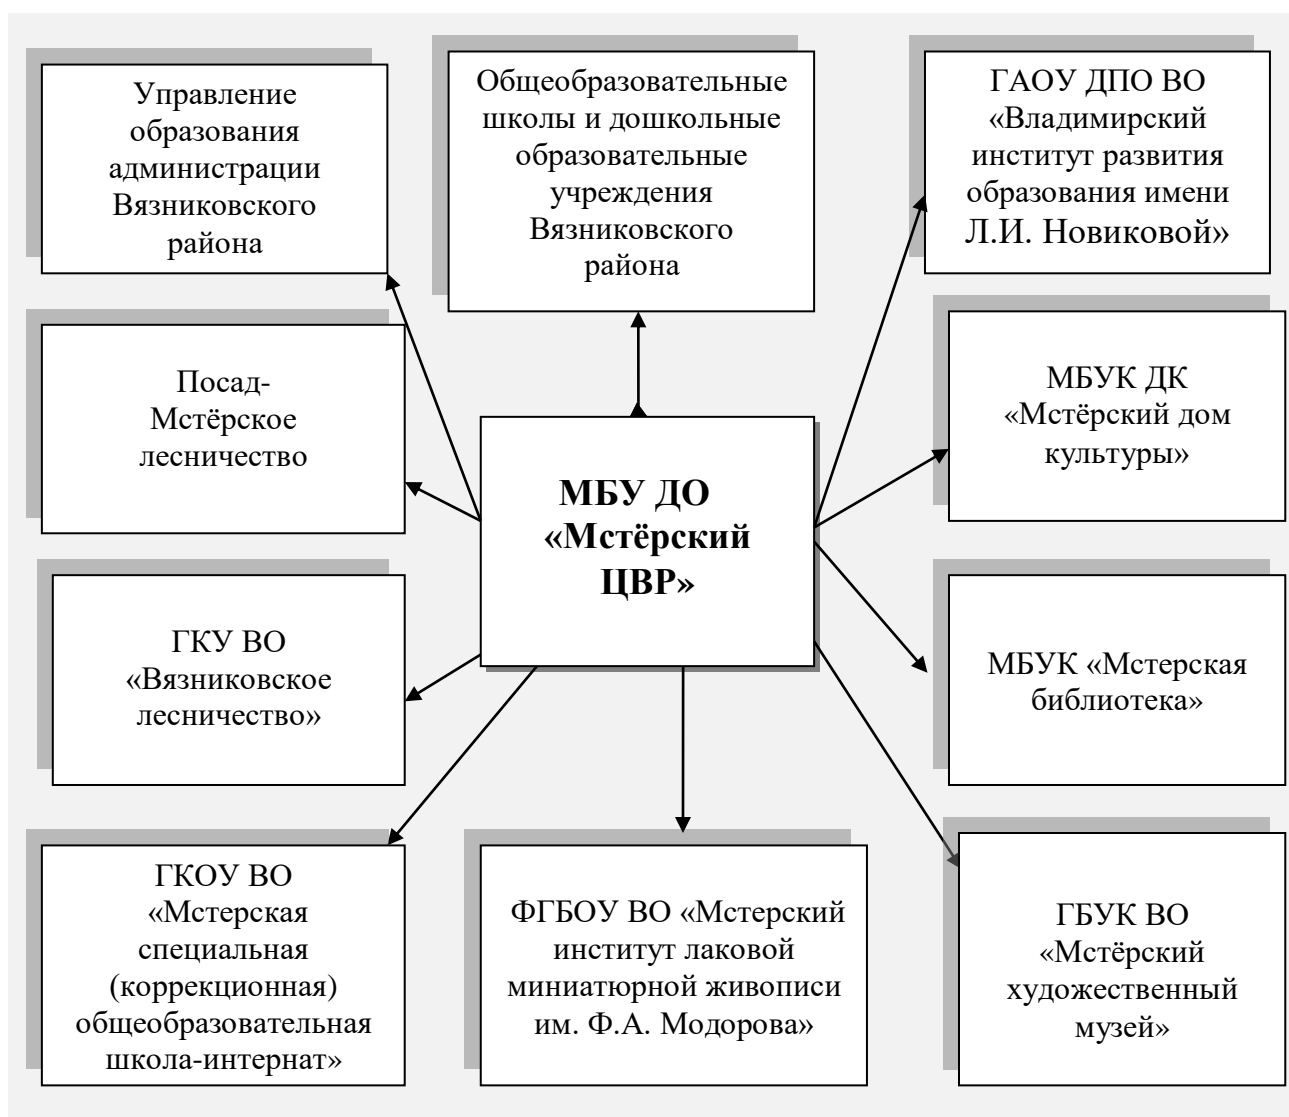 Управление
образования
администрации
Вязниковского
района
Общеобразовательные
школы и дошкольные
образовательные
учреждения
Вязниковского
района
ГАОУ ДПО ВО
«Владимирский
институт развития
образования имени
Л.И. Новиковой»
Посад-
Мстёрское
лесничество
МБУ ДО
«Мстёрский
ЦВР»
МБУК ДК
«Мстёрский дом
культуры»
ГКУ ВО
«Вязниковское
лесничество»
МБУК «Мстерская
библиотека»
ГКОУ ВО
«Мстерская
специальная
(коррекционная)
общеобразовательная
школа-интернат»
ФГБОУ ВО «Мстерский
институт лаковой
миниатюрной живописи
им. Ф.А. Модорова»
ГБУК ВО
«Мстёрский
художественный
музей»